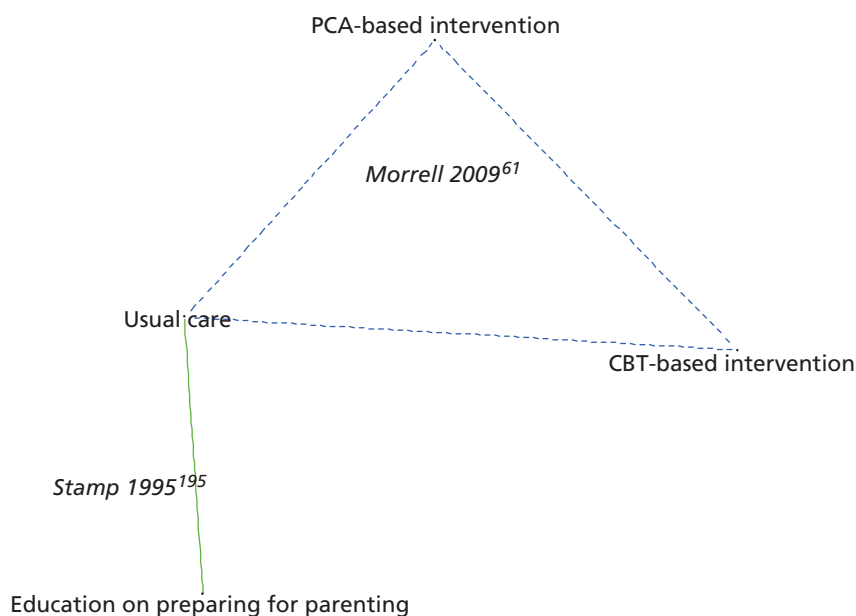 PCA-based intervention
Morrell 2009⁶¹
Usual care
CBT-based intervention
Stamp 1995¹⁹⁵
Education on preparing for parenting